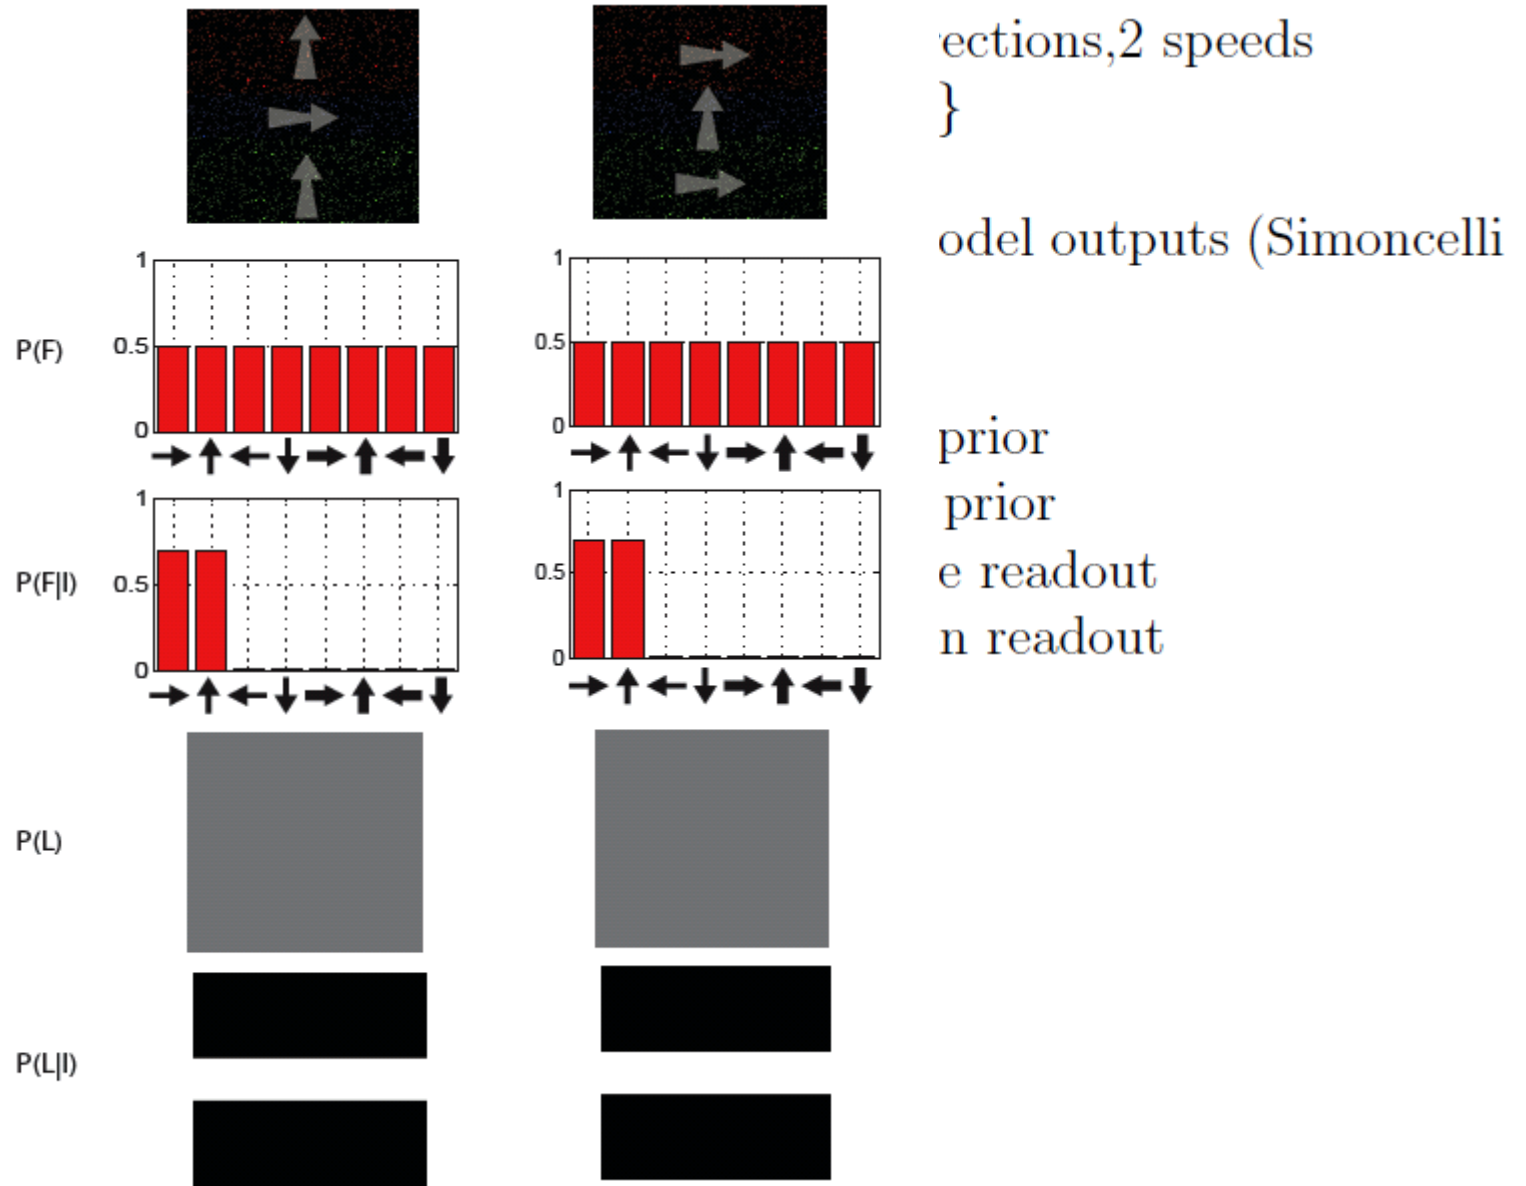 ections,2 speeds
}
odel outputs (Simoncelli
P(F)
1
0.5
0
1
0.5
0
prior
prior
P(F|I)
1
0.5
0
1
0.5
0
e readout
n readout
P(L)
P(L|I)